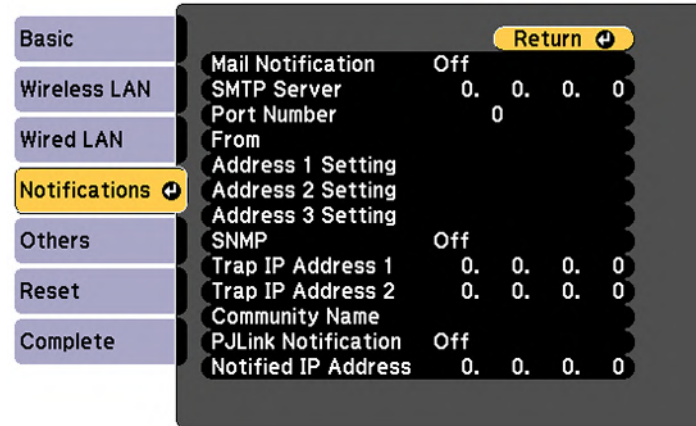 Basic
Wireless LAN
Wired LAN
Notifications
Others
Reset
Complete
Return
Mail Notification Off
SMTP Server 0. 0. 0. 0
Port Number 0
From
Address 1 Setting
Address 2 Setting
Address 3 Setting
SNMP Off
Trap IP Address 1 0. 0. 0. 0
Trap IP Address 2 0. 0. 0. 0
Community Name
PJLink Notification Off
Notified IP Address 0. 0. 0. 0